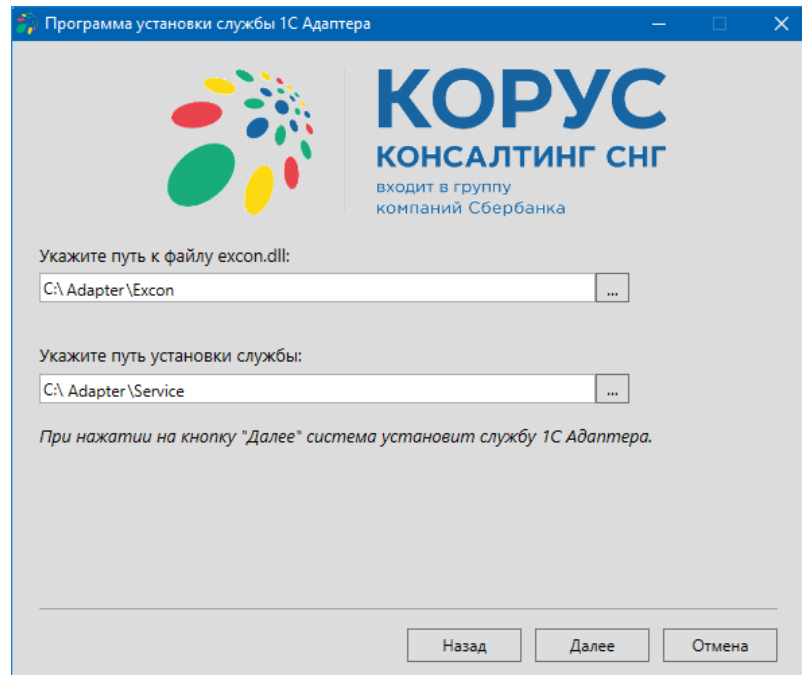 Программа установки службы 1С Адаптера
КОРУС
КОНСАЛТИНГ СНГ
входит в группу
компаний Сбербанка
Укажите путь к файлу excon.dll:
C:\ Adapter\Excon
...
Укажите путь установки службы:
C:\ Adapter\Service
...
При нажатии на кнопку "Далее" система установит службу 1С Адаптера.
Назад Далее Отмена